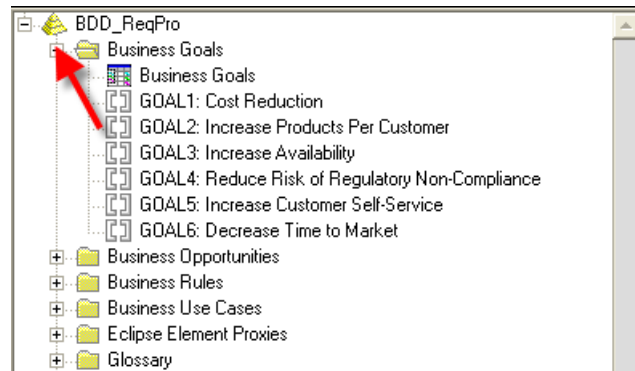 BDD_ReqPro
Business Goals
Business Goals
GOAL1: Cost Reduction
GOAL2: Increase Products Per Customer
GOAL3: Increase Availability
GOAL4: Reduce Risk of Regulatory Non-Compliance
GOAL5: Increase Customer Self-Service
GOAL6: Decrease Time to Market
Business Opportunities
Business Rules
Business Use Cases
Eclipse Element Proxies
Glossary